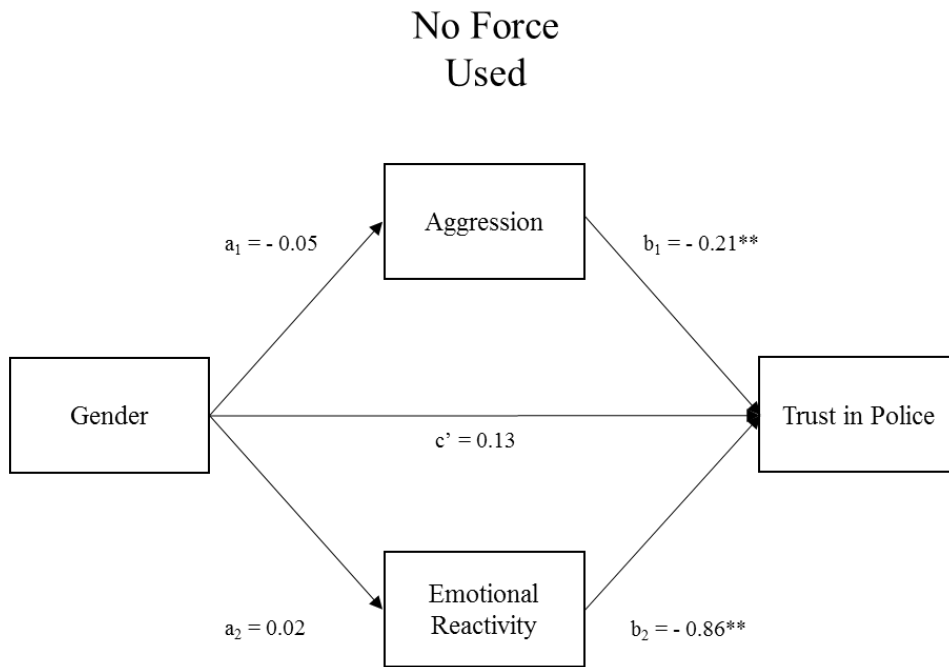 No Force
Used
Aggression
a₁ = - 0.05
b₁ = - 0.21**
Gender
Trust in Police
c’ = 0.13
Emotional
Reactivity
a₂ = 0.02
b₂ = - 0.86**